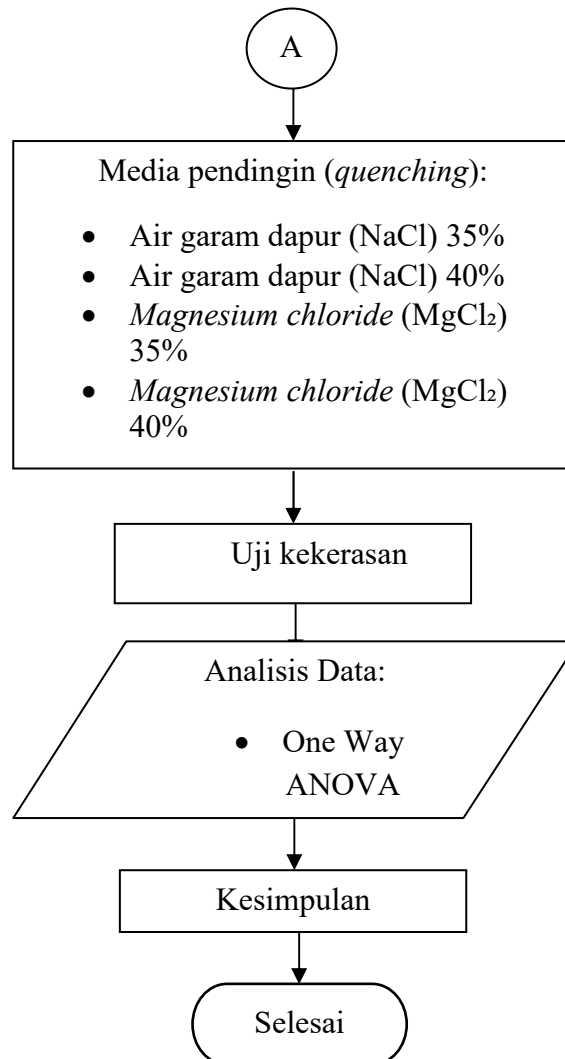 A
Media pendingin (quenching):
• Air garam dapur (NaCl) 35%
• Air garam dapur (NaCl) 40%
• Magnesium chloride (MgCl₂)
35%
• Magnesium chloride (MgCl₂)
40%
Uji kekerasan
Analisis Data:
• One Way
ANOVA
Kesimpulan
Selesai